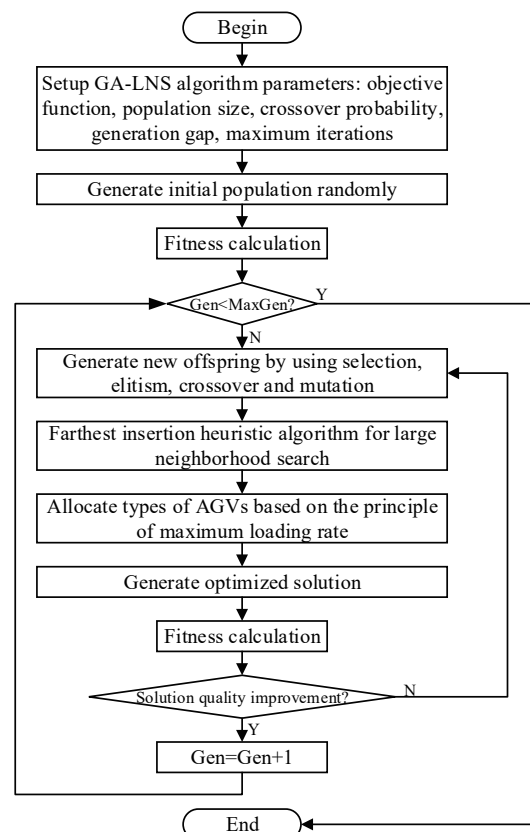 Begin
Setup GA-LNS algorithm parameters: objective
function, population size, crossover probability,
generation gap, maximum iterations
Generate initial population randomly
Fitness calculation
Gen<MaxGen?
Y
N
Generate new offspring by using selection,
elitism, crossover and mutation
Farthest insertion heuristic algorithm for large
neighborhood search
Allocate types of AGVs based on the principle
of maximum loading rate
Generate optimized solution
Fitness calculation
Solution quality improvement?
N
Y
Gen=Gen+1
End